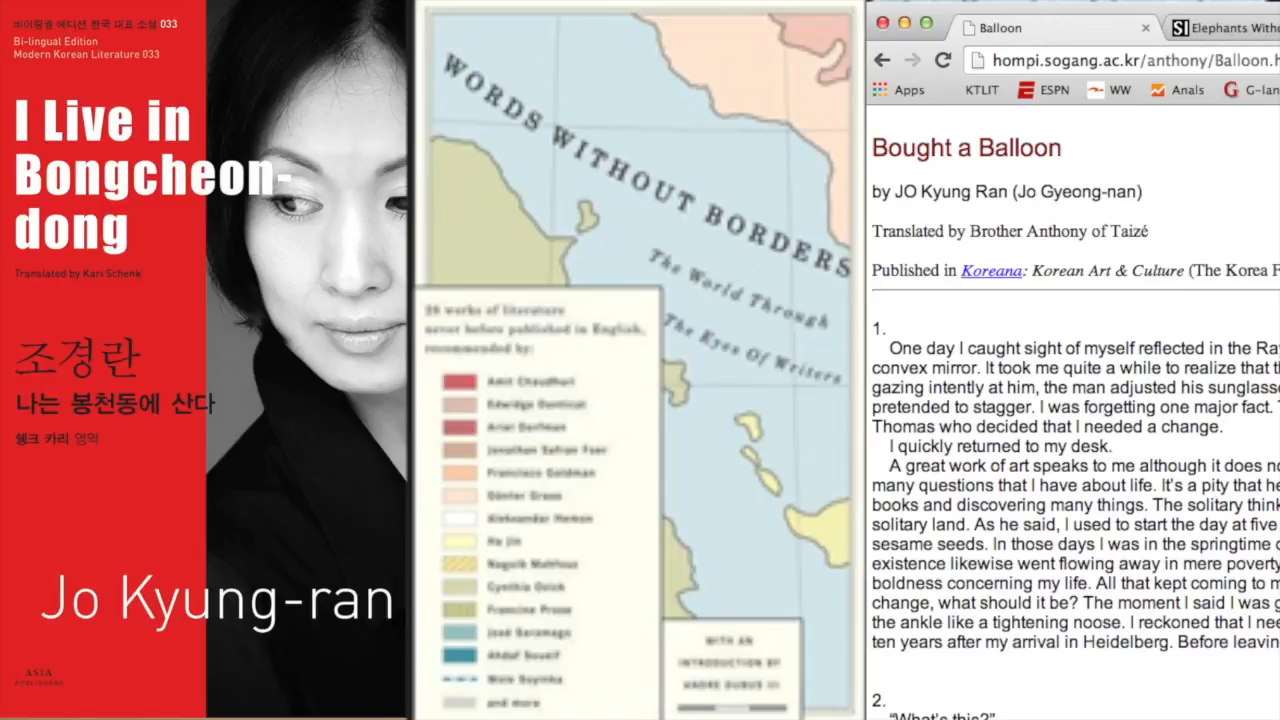 바이링궐 에디션 한국 대표 소설 033
Bi-lingual Edition
Modern Korean Literature 033
I Live in
Bongcheon-
dong
Translated by Kari Schenk
조경란
나는 봉천동에 산다
쉥크 카리 영역
Jo Kyung-ran
ASIA
PUBLISHERS
WORDS WITHOUT BORDERS
The World Through
The Eyes Of Writers
28 works of literature
never before published in English,
recommended by:
Amit Chaudhuri
Edwidge Danticat
Ariel Dorfman
Jonathan Safran Foer
Francisco Goldman
Günter Grass
Aleksandar Hemon
Ha Jin
Naguib Mahfouz
Cynthia Ozick
Francine Prose
José Saramago
Ahdaf Soueif
Wole Soyinka
and more
WITH AN
INTRODUCTION BY
ANDRE DUBUS III
Balloon
Elephants Witho
hompi.sogang.ac.kr/anthony/Balloon.h
Apps KTLIT ESPN WW Anals G-lan
Bought a Balloon
by JO Kyung Ran (Jo Gyeong-nan)
Translated by Brother Anthony of Taizé
Published in Koreana: Korean Art & Culture (The Korea F
1.
One day I caught sight of myself reflected in the Ra
convex mirror. It took me quite a while to realize that th
gazing intently at him, the man adjusted his sunglass
pretended to stagger. I was forgetting one major fact.
Thomas who decided that I needed a change.
I quickly returned to my desk.
A great work of art speaks to me although it does no
many questions that I have about life. It's a pity that he
books and discovering many things. The solitary think
solitary land. As he said, I used to start the day at five
sesame seeds. In those days I was in the springtime o
existence likewise went flowing away in mere poverty
boldness concerning my life. All that kept coming to m
change, what should it be? The moment I said I was g
the ankle like a tightening noose. I reckoned that I nee
ten years after my arrival in Heidelberg. Before leavin
2.
"What's this?"